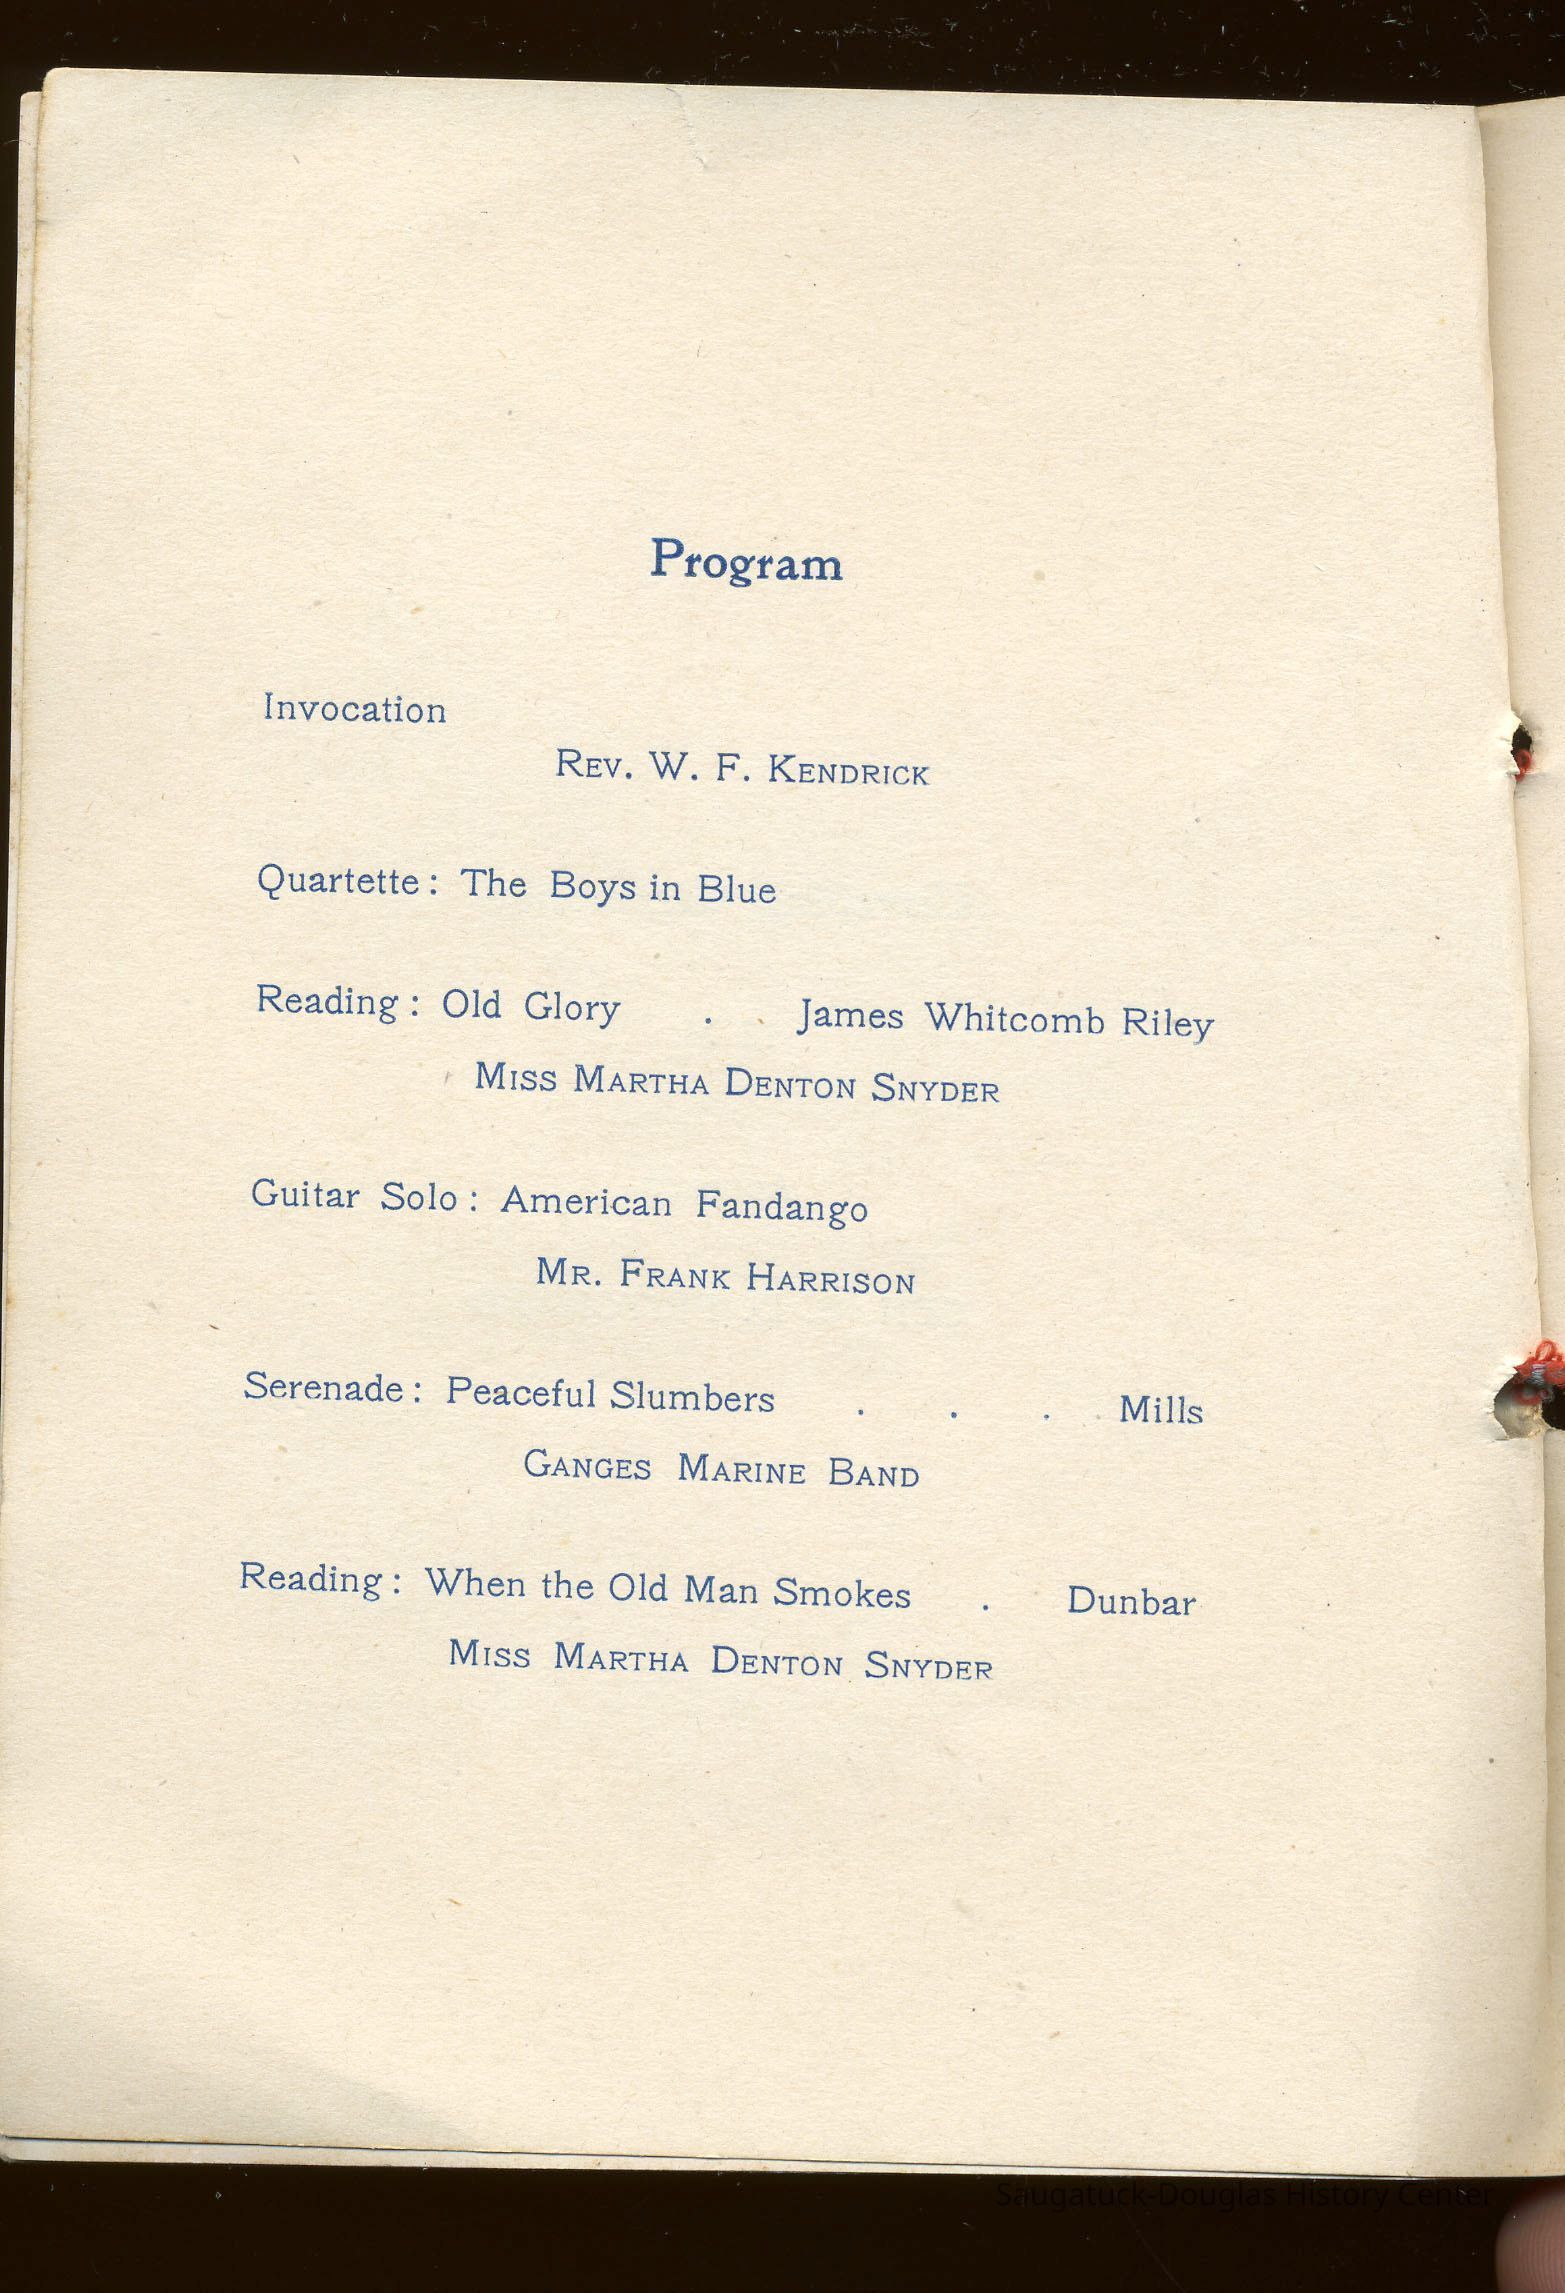 Program
Invocation
Rev. W. F. Kendrick
Quartette: The Boys in Blue
Reading: Old Glory . . James Whitcomb Riley
Miss Martha Denton Snyder
Guitar Solo: American Fandango
Mr. Frank Harrison
Serenade: Peaceful Slumbers . . . . Mills
Ganges Marine Band
Reading: When the Old Man Smokes . Dunbar
Miss Martha Denton Snyder
Saugatuck-Douglas History Center